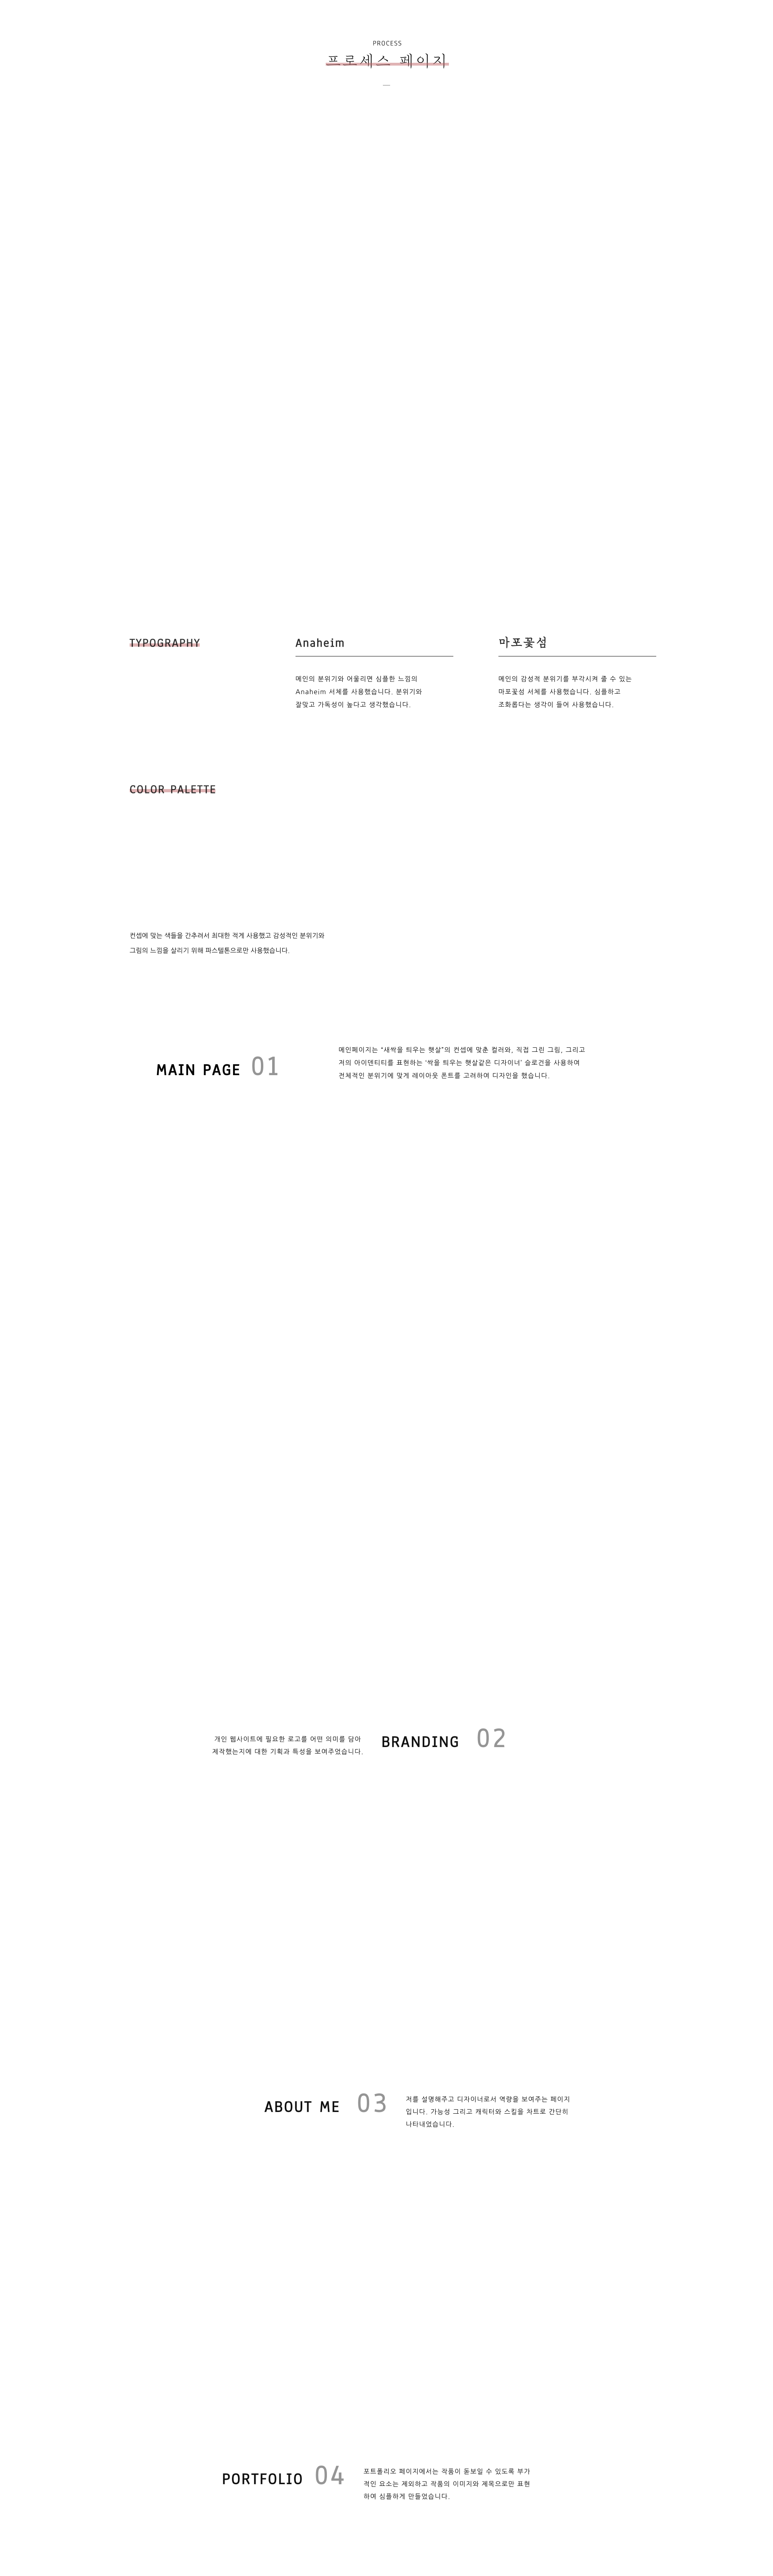 PROCESS
프로세스 페이지
TYPOGRAPHY
Anaheim
메인의 분위기와 어울리면 심플한 느낌의
Anaheim 서체를 사용했습니다. 분위기와
잘맞고 가독성이 높다고 생각했습니다.
마포꽃섬
메인의 감성적 분위기를 부각시켜 줄 수 있는
마포꽃섬 서체를 사용했습니다. 심플하고
조화롭다는 생각이 들어 사용했습니다.
COLOR PALETTE
컨셉에 맞는 색들을 간추려서 최대한 적게 사용했고 감성적인 분위기와
그림의 느낌을 살리기 위해 파스텔톤으로만 사용했습니다.
MAIN PAGE 01
메인페이지는 “새싹을 틔우는 햇살”의 컨셉에 맞춘 컬러와, 직접 그린 그림, 그리고
저의 아이덴티티를 표현하는 ‘싹을 틔우는 햇살같은 디자이너’ 슬로건을 사용하며
전체적인 분위기에 맞게 레이아웃 폰트를 고려하며 디자인을 했습니다.
개인 웹사이트에 필요한 로고를 어떤 의미를 담아
제작했는지에 대한 기획과 특성을 보여주었습니다.
BRANDING 02
ABOUT ME 03
저를 설명해주고 디자이너로서 역량을 보여주는 페이지
입니다. 가능성 그리고 캐릭터와 스킬을 차트로 간단히
나타내었습니다.
PORTFOLIO 04
포트폴리오 페이지에서는 작품이 돋보일 수 있도록 부가
적인 요소는 제외하고 작품의 이미지와 제목으로만 표현
하여 심플하게 만들었습니다.